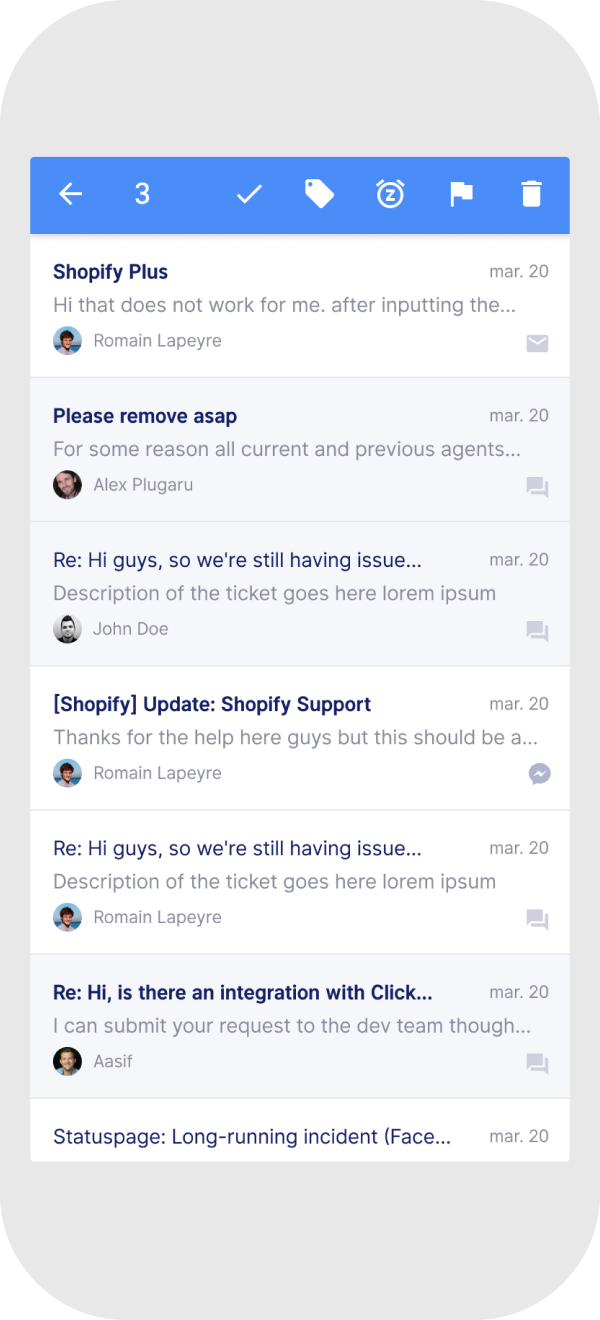 3
Shopify Plus mar. 20
Hi that does not work for me. after inputting the...
Romain Lapeyre
Please remove asap mar. 20
For some reason all current and previous agents...
Alex Plugaru
Re: Hi guys, so we're still having issue... mar. 20
Description of the ticket goes here lorem ipsum
John Doe
[Shopify] Update: Shopify Support mar. 20
Thanks for the help here guys but this should be a...
Romain Lapeyre
Re: Hi guys, so we're still having issue... mar. 20
Description of the ticket goes here lorem ipsum
Romain Lapeyre
Re: Hi, is there an integration with Click... mar. 20
I can submit your request to the dev team though...
Aasif
Statuspage: Long-running incident (Face... mar. 20